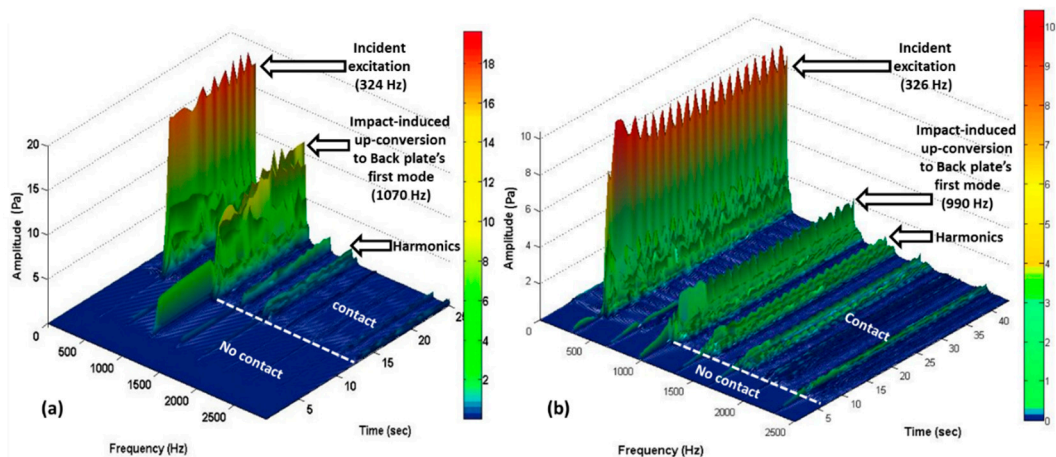 Incident
excitation
(324 Hz)
Impact-induced
up-conversion
to Back plate's
first mode
(1070 Hz)
Harmonics
contact
No contact
Amplitude (Pa)
20
15
10
5
0
0
500
1000
1500
2000
2500
Frequency (Hz)
5
10
15
20
25
Time (sec)
18
16
14
12
10
8
6
4
2
(a)
Incident
excitation
(326 Hz)
Impact-induced
up-conversion
to Back plate's
first mode
(990 Hz)
Harmonics
Contact
No contact
Amplitude (Pa)
10
8
6
4
2
0
0
500
1000
1500
2000
2500
Frequency (Hz)
5
10
15
20
25
30
35
40
Time (sec)
10
9
8
7
6
5
4
3
2
1
0
(b)